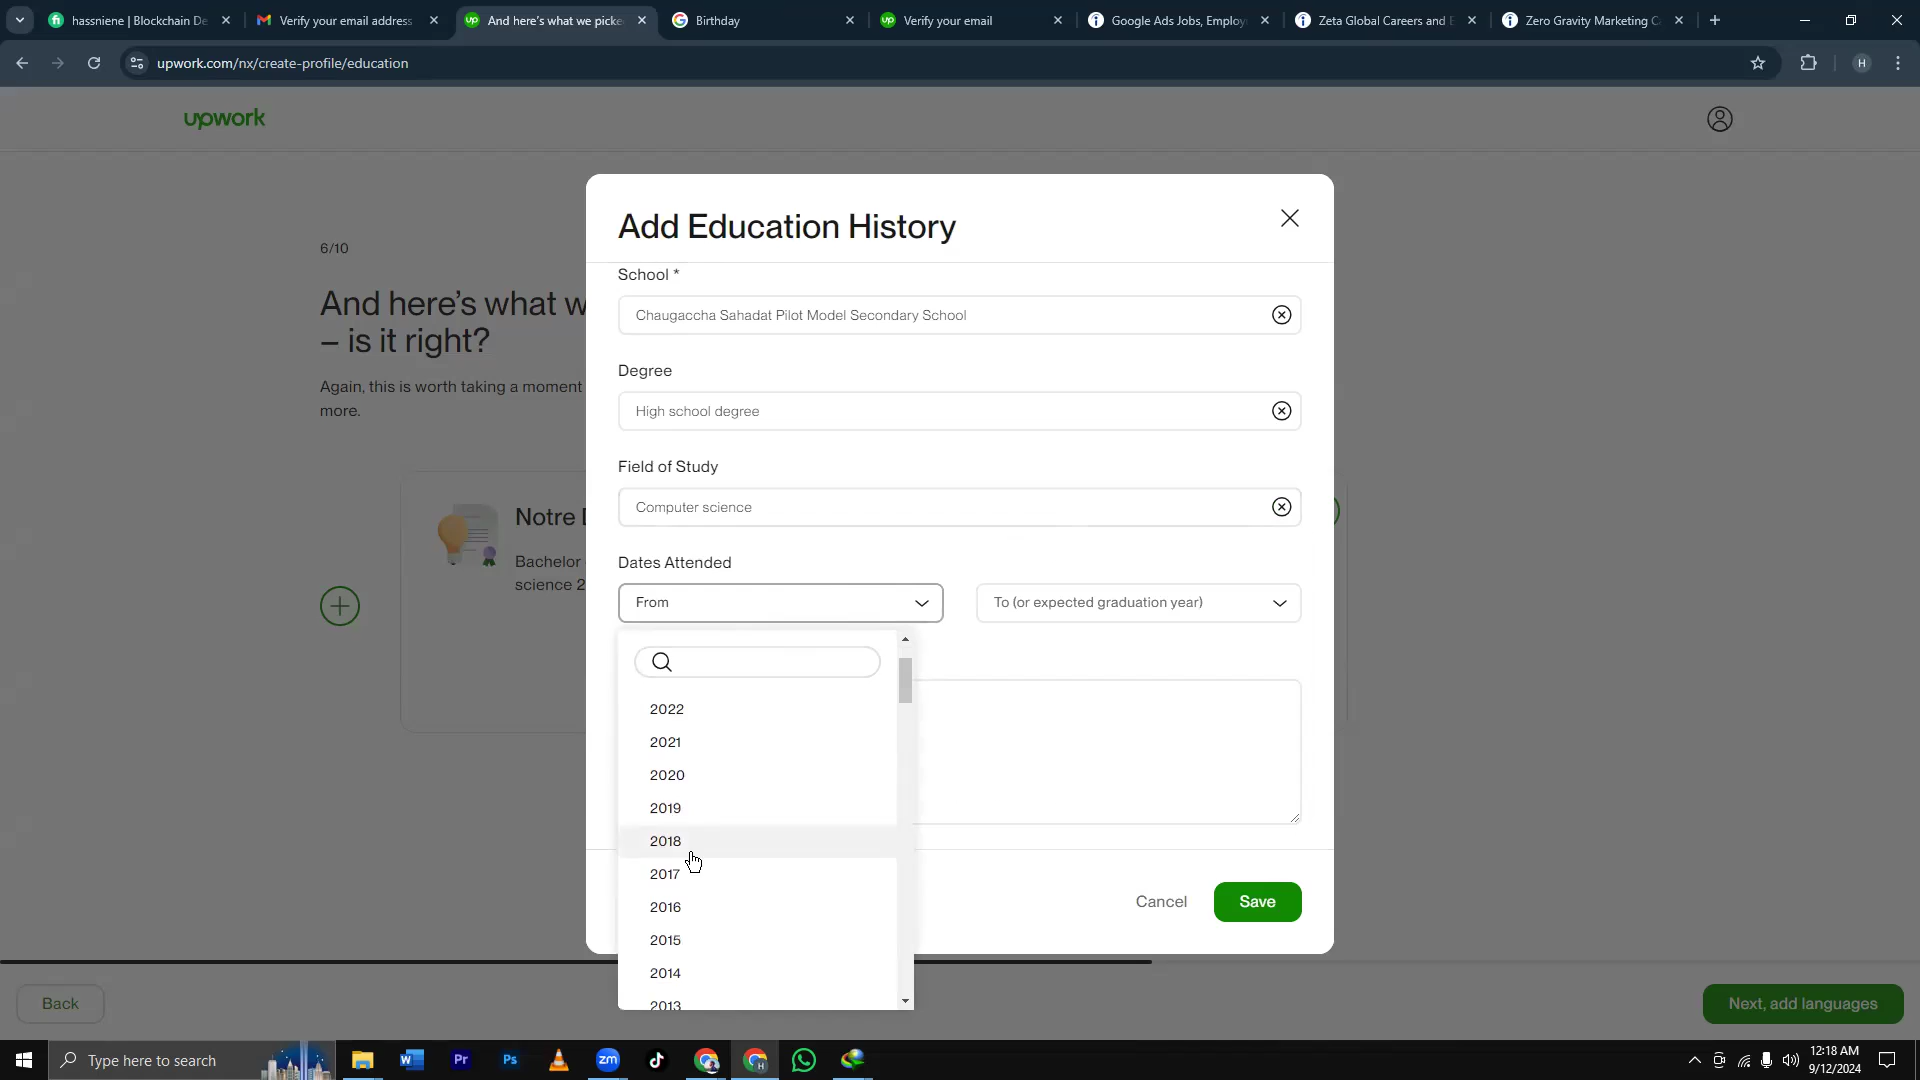 hassniene | Blockchain De
Verify your email address
And here's what we picke
Birthday
Verify your email
Google Ads Jobs, Employ
Zeta Global Careers and E
Zero Gravity Marketing C
upwork.com/nx/create-profile/education
H
upwork
6/10
And here's what w
– is it right?
Again, this is worth taking a moment
more.
Notre
Bachelor
science 2
Add Education History
School *
Chaugaccha Sahadat Pilot Model Secondary School
Degree
High school degree
Field of Study
Computer science
Dates Attended
From
To (or expected graduation year)
2022
2021
2020
2019
2018
2017
2016
2015
2014
2013
Cancel
Save
Back
Next, add languages
Type here to search
12:18 AM
9/12/2024